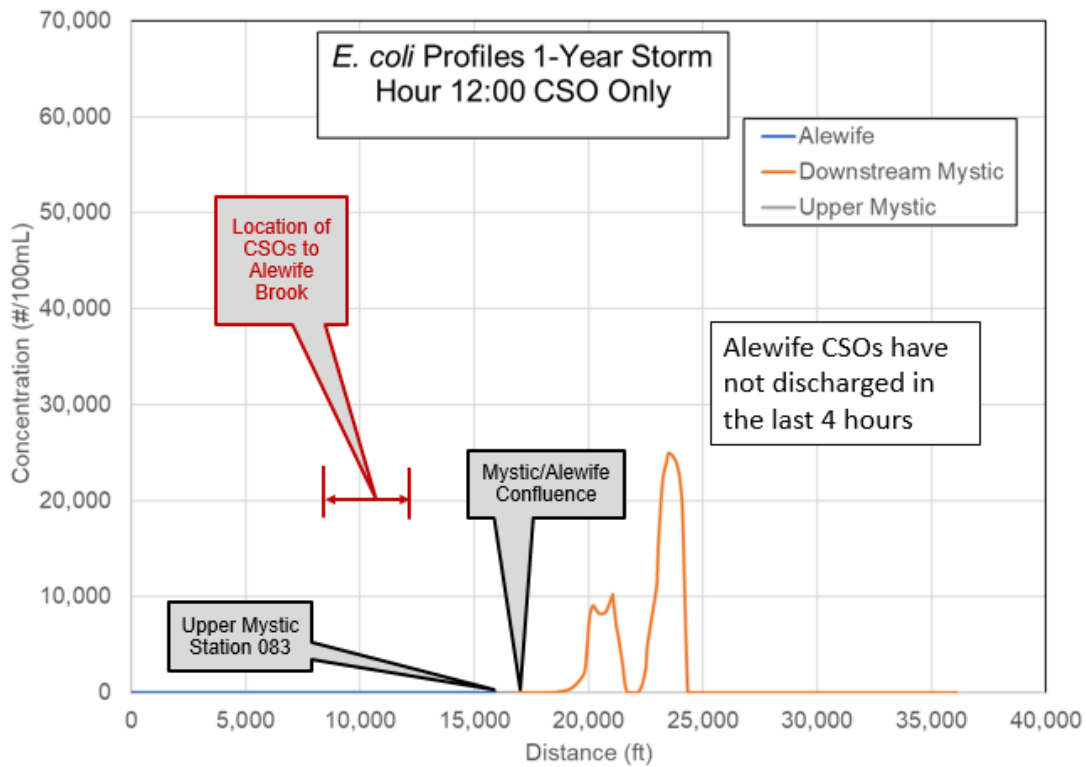 70,000
60,000
50,000
40,000
30,000
20,000
10,000
0
Concentration (#/100mL)
E. coli Profiles 1-Year Storm
Hour 12:00 CSO Only
Alewife
Downstream Mystic
Upper Mystic
Location of
CSOs to
Alewife
Brook
Alewife CSOs have
not discharged in
the last 4 hours
Mystic/Alewife
Confluence
Upper Mystic
Station 083
0
5,000
10,000
15,000
20,000
25,000
30,000
35,000
40,000
Distance (ft)